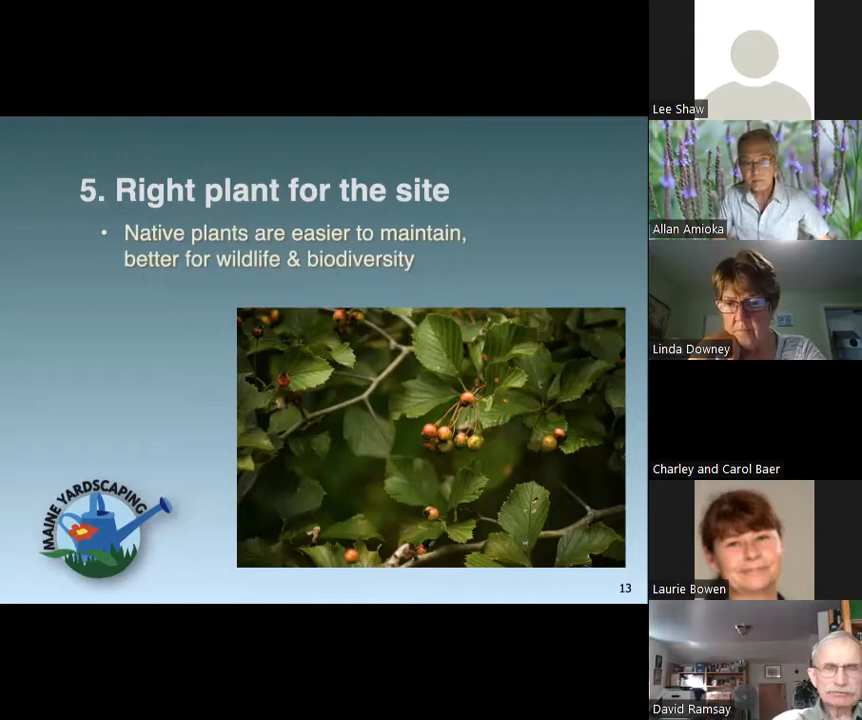 5. Right plant for the site
• Native plants are easier to maintain,
better for wildlife & biodiversity
MAINE YARDSCAPING
13
Lee Shaw
Allan Amioka
Linda Downey
Charley and Carol Baer
Laurie Bowen
David Ramsay